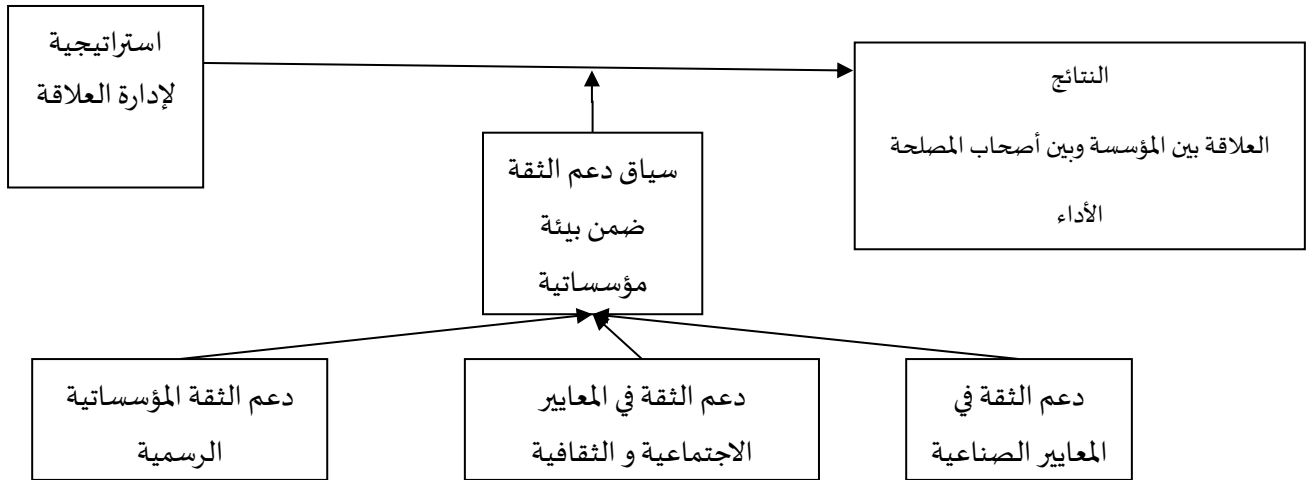 استراتيجية
لإدارة العلاقة
النتائج
العلاقة بين المؤسسة وبين أصحاب المصلحة
الأداء
سياق دعم الثقة
ضمن بيئة
مؤسساتية
دعم الثقة في
المعايير الصناعية
دعم الثقة في المعايير
الاجتماعية و الثقافية
دعم الثقة المؤسساتية
الرسمية